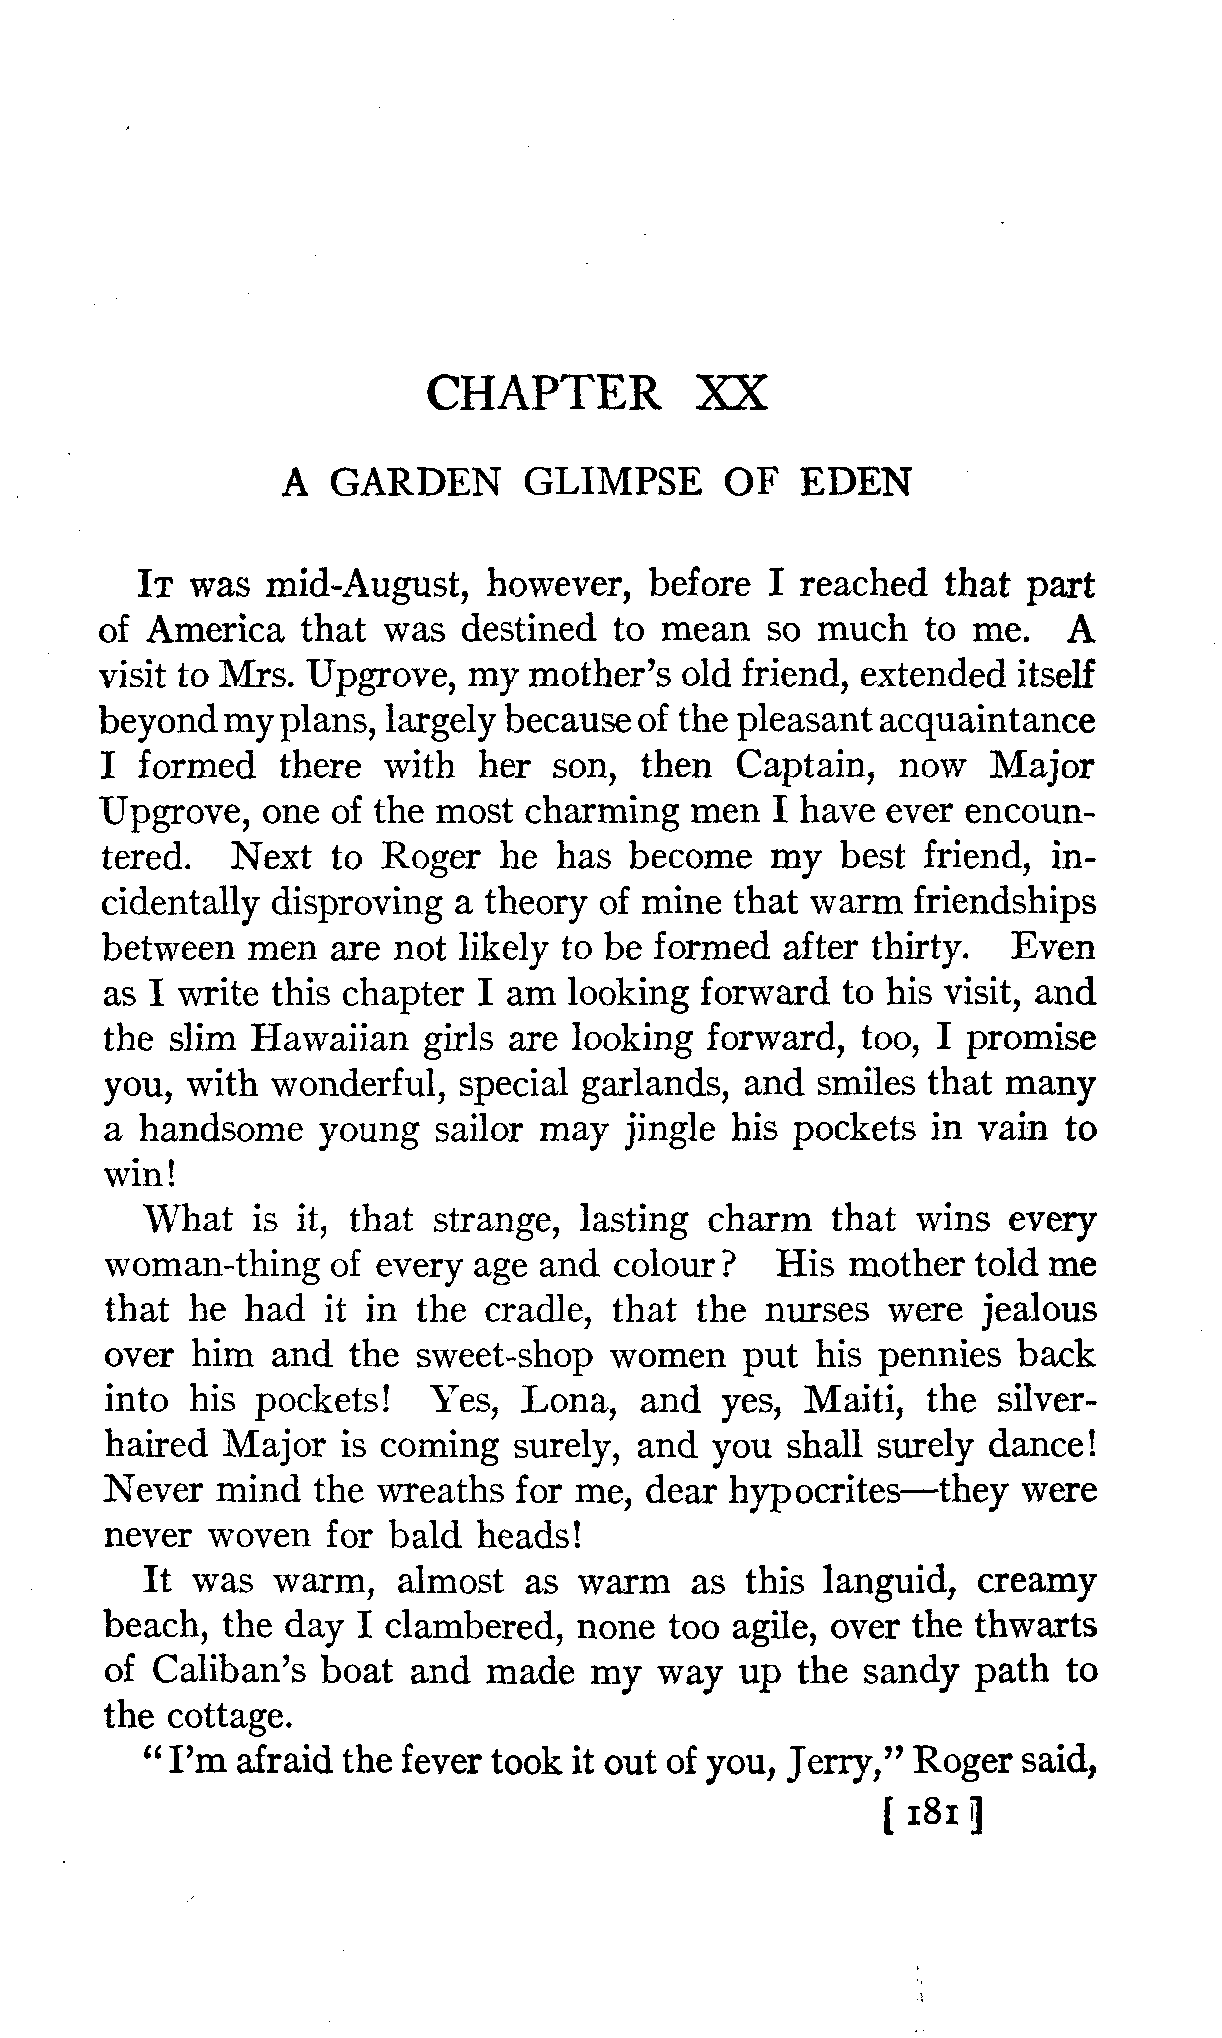 CHAPTER XX
A GARDEN GLIMPSE OF EDEN
IT was mid-August, however, before I reached that part
of America that was destined to mean so much to me. A
visit to Mrs. Upgrove, my mother's old friend, extended itself
beyond my plans, largely because of the pleasant acquaintance
I formed there with her son, then Captain, now Major
Upgrove, one of the most charming men I have ever encoun-
tered. Next to Roger he has become my best friend, in-
cidentally disproving a theory of mine that warm friendships
between men are not likely to be formed after thirty. Even
as I write this chapter I am looking forward to his visit, and
the slim Hawaiian girls are looking forward, too, I promise
you, with wonderful, special garlands, and smiles that many
a handsome young sailor may jingle his pockets in vain to
win!
What is it, that strange, lasting charm that wins every
woman-thing of every age and colour? His mother told me
that he had it in the cradle, that the nurses were jealous
over him and the sweet-shop women put his pennies back
into his pockets! Yes, Lona, and yes, Maiti, the silver-
haired Major is coming surely, and you shall surely dance!
Never mind the wreaths for me, dear hypocrites—they were
never woven for bald heads!
It was warm, almost as warm as this languid, creamy
beach, the day I clambered, none too agile, over the thwarts
of Caliban's boat and made my way up the sandy path to
the cottage.
"I'm afraid the fever took it out of you, Jerry," Roger said,
[ 181 ]